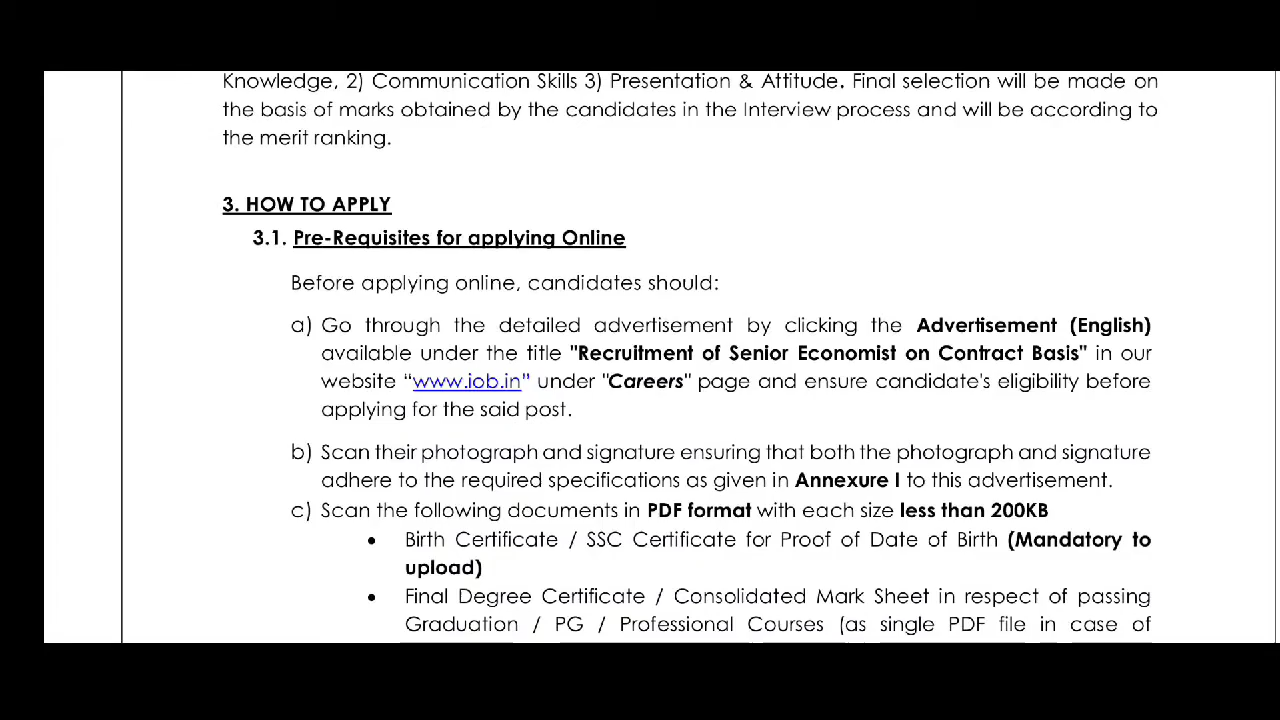 Knowledge, 2) Communication Skills 3) Presentation & Attitude. Final selection will be made on
the basis of marks obtained by the candidates in the Interview process and will be according to
the merit ranking.
3. HOW TO APPLY
3.1. Pre-Requisites for applying Online
Before applying online, candidates should:
a) Go through the detailed advertisement by clicking the Advertisement (English)
available under the title "Recruitment of Senior Economist on Contract Basis" in our
website “www.iob.in” under "Careers" page and ensure candidate's eligibility before
applying for the said post.
b) Scan their photograph and signature ensuring that both the photograph and signature
adhere to the required specifications as given in Annexure I to this advertisement.
c) Scan the following documents in PDF format with each size less than 200KB
• Birth Certificate / SSC Certificate for Proof of Date of Birth (Mandatory to
upload)
• Final Degree Certificate / Consolidated Mark Sheet in respect of passing
Graduation / PG / Professional Courses (as single PDF file in case of